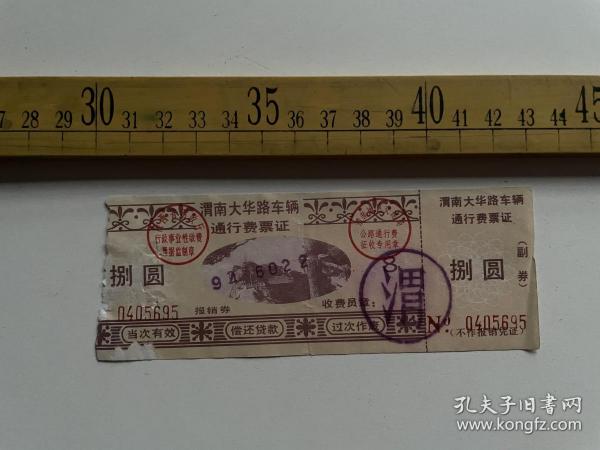 27 28 29 30 31 32 33 34 35 36 37 38 39 40 41 42 43 44 45
渭南大华路车辆
通行费票证
行政事业性收费
票据监制章
公路通行费
征收专用章
捌圆
报销券
收费员章:
渭
0405695
当次有效
偿还贷款
过次作废
渭南大华路车辆
通行费票证
(副券)
捌圆
No. 0405695
(不作报销凭证)
孔夫子旧书网
www.kongfz.com